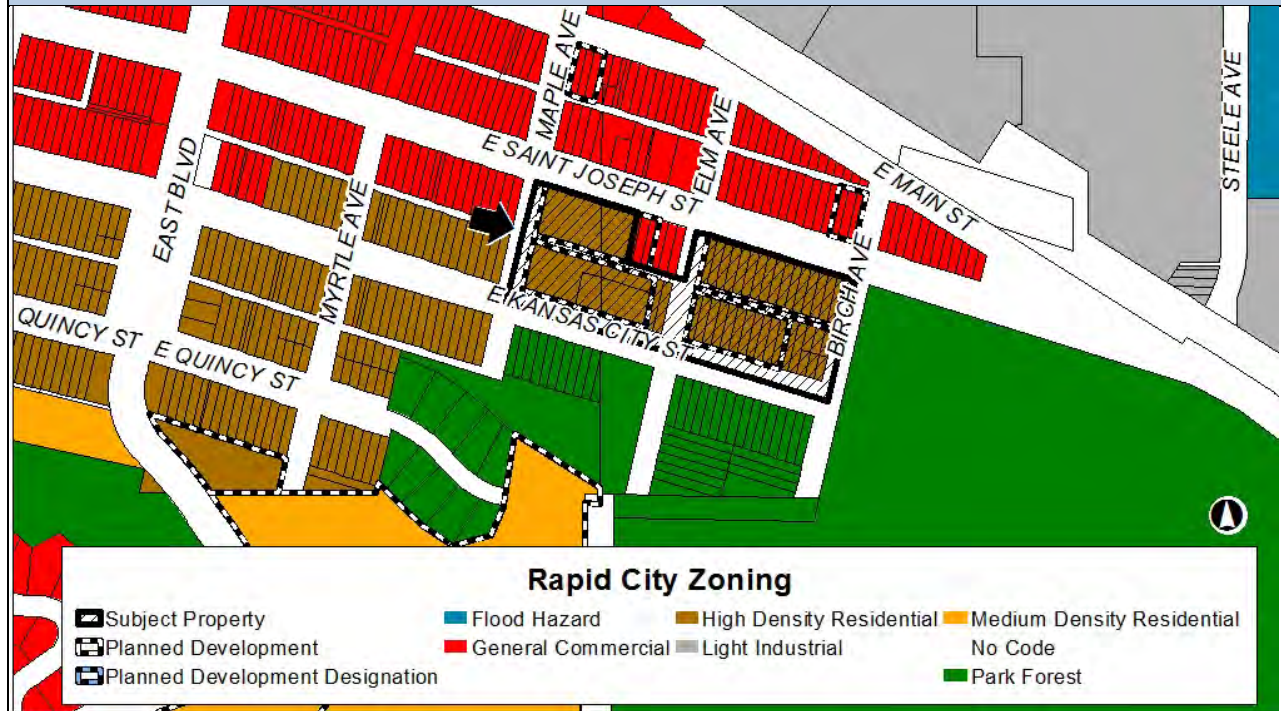 MAPLE AVE
STEELE AVE
ELM AVE
E SAINT JOSEPH ST
E MAIN ST
EAST BLVD
MYRTLE AVE
BIRCH AVE
E KANSAS CITY ST
QUINCY ST
E QUINCY ST
Rapid City Zoning
Subject Property
Flood Hazard
High Density Residential
Medium Density Residential
Planned Development
General Commercial
Light Industrial
No Code
Planned Development Designation
Park Forest